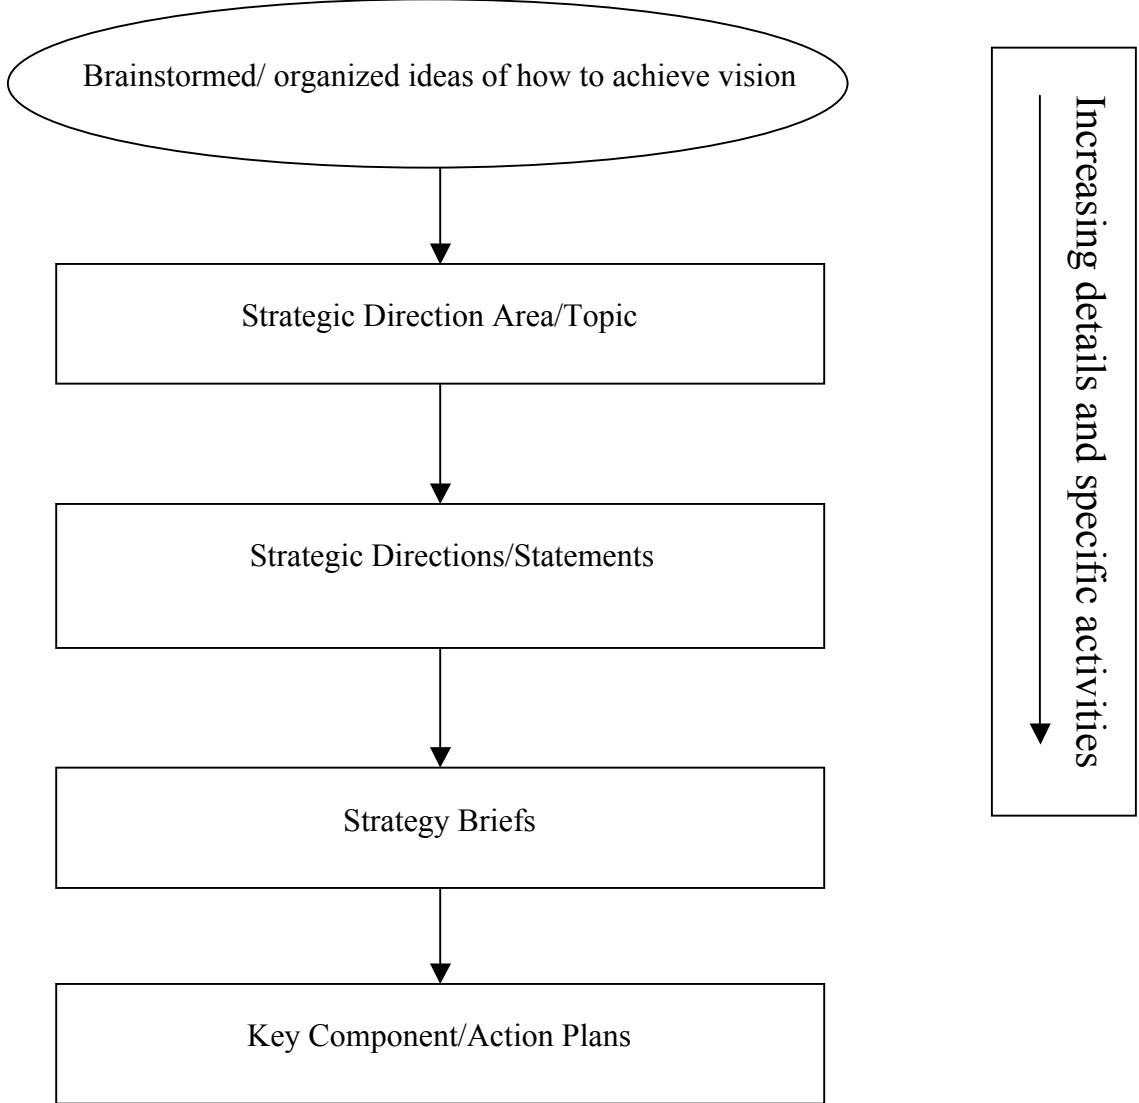 Brainstormed/ organized ideas of how to achieve vision
Strategic Direction Area/Topic
Strategic Directions/Statements
Strategy Briefs
Key Component/Action Plans
Increasing details and specific activities